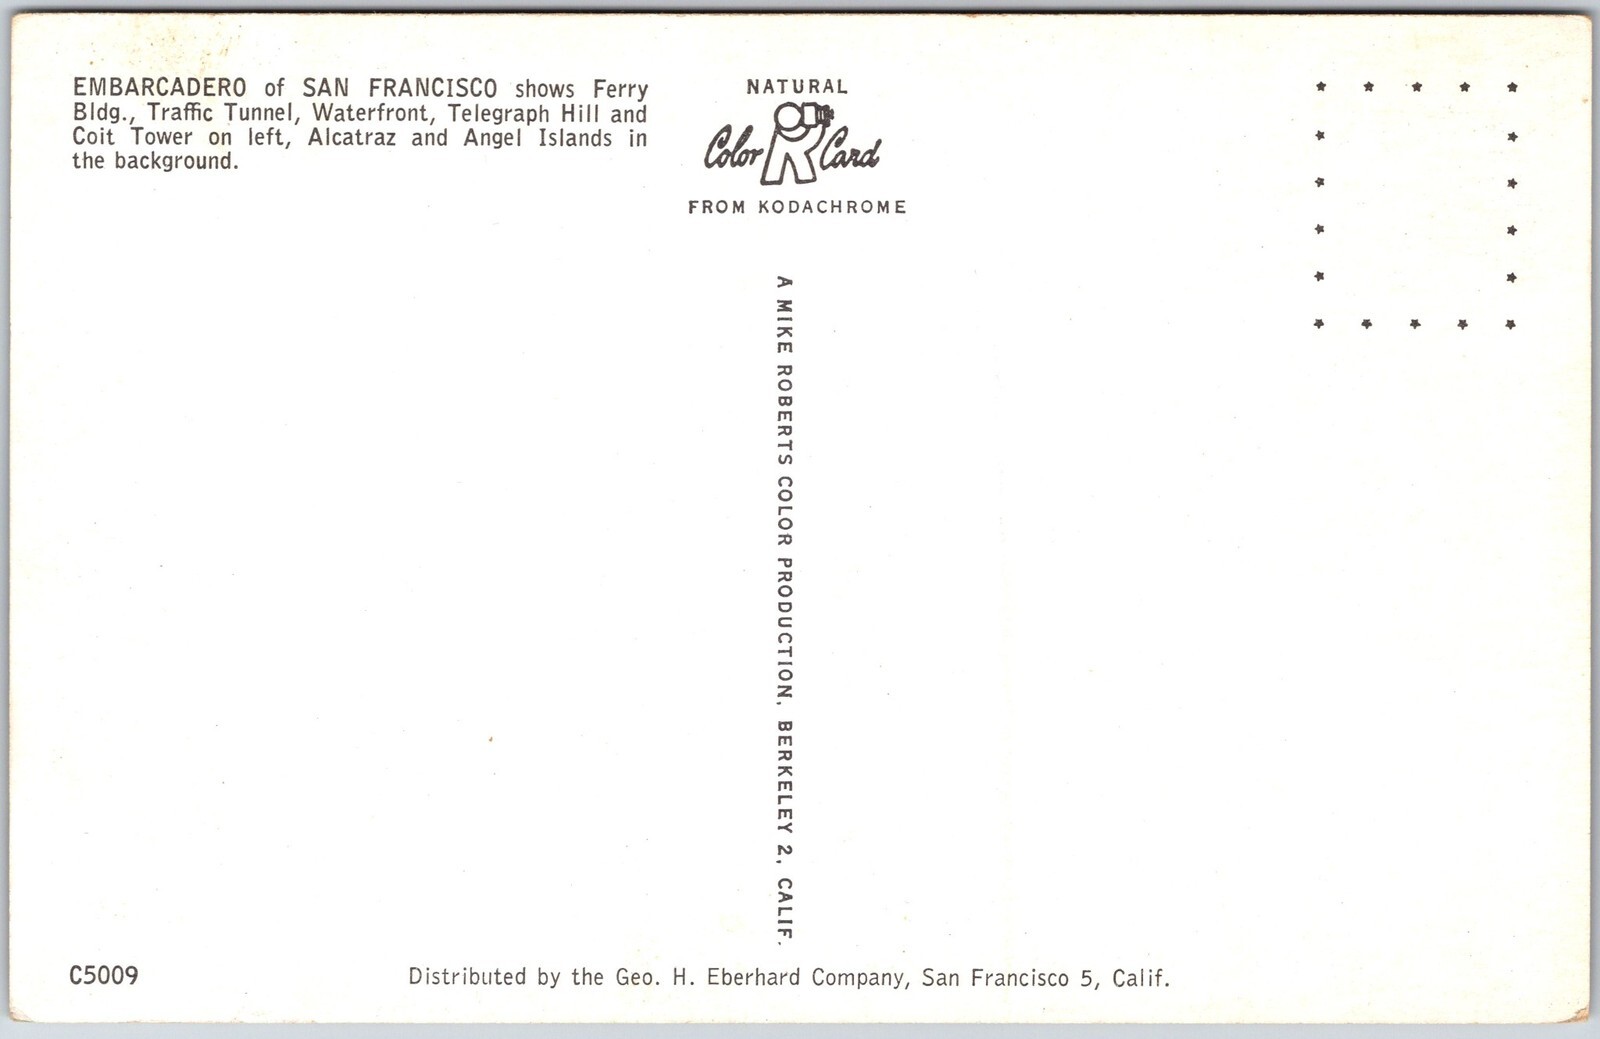 EMBARCADERO of SAN FRANCISCO shows Ferry
Bldg., Traffic Tunnel, Waterfront, Telegraph Hill and
Coit Tower on left, Alcatraz and Angel Islands in
the background.
NATURAL
Color R Card
FROM KODACHROME
A MIKE ROBERTS COLOR PRODUCTION, BERKELEY 2, CALIF.
C5009
Distributed by the Geo. H. Eberhard Company, San Francisco 5, Calif.